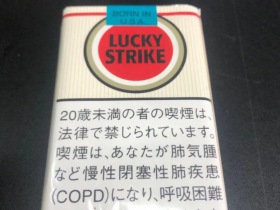 BORN IN
U.S.A.
LUCKY
STRIKE
20歳未満の者の喫煙は、
法律で禁じられています。
喫煙は、あなたが肺気腫
など慢性閉塞性肺疾患
(COPD)になり、呼吸困難